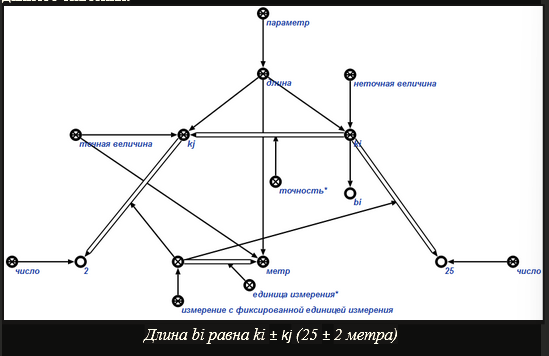 параметр
длина
неточная величина
точная величина
kj
ki
точность*
bi
число
2
метр
25
число
единица измерения*
измерение с фиксированной единицей измерения
Длина bi равна ki ± kj (25 ± 2 метра)